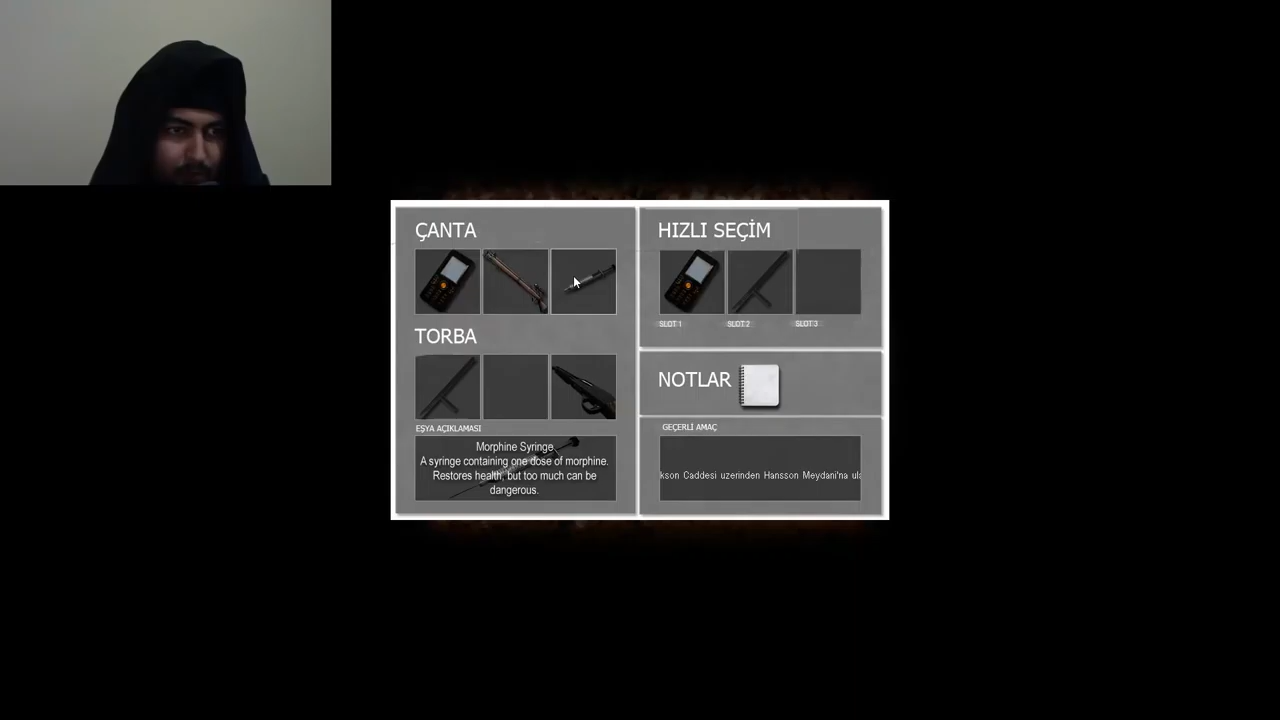 ÇANTA
HIZLI SEÇİM
SLOT 1
SLOT 2
SLOT 3
TORBA
NOTLAR
EŞYA AÇIKLAMASI
Morphine Syringe
A syringe containing one dose of morphine.
Restores health, but too much can be
dangerous.
GEÇERLİ AMAÇ
kson Caddesi uzerinden Hansson Meydani'na ula